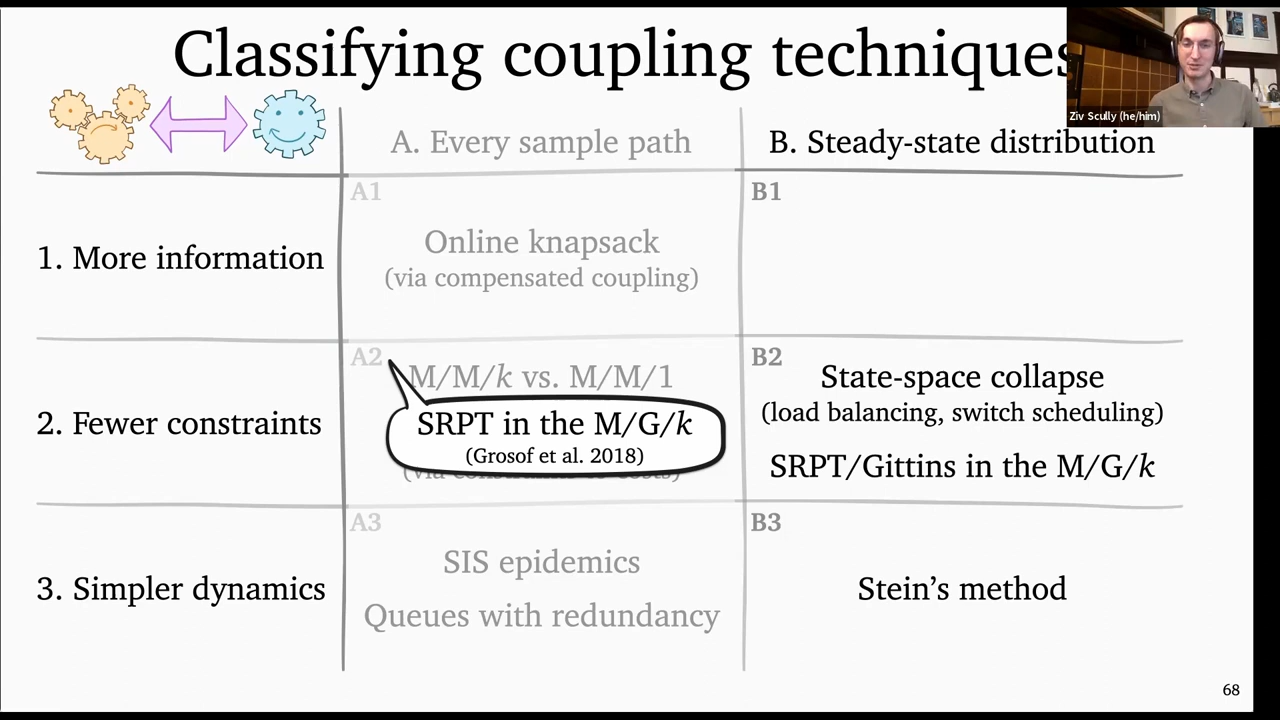 Classifying coupling techniques
Ziv Scully (he/him)
A. Every sample path
B. Steady-state distribution
A1
B1
1. More information
Online knapsack
(via compensated coupling)
A2
B2
2. Fewer constraints
M/M/k vs. M/M/1
SRPT in the M/G/k
(Grosof et al. 2018)
State-space collapse
(load balancing, switch scheduling)
SRPT/Gittins in the M/G/k
A3
B3
3. Simpler dynamics
SIS epidemics
Queues with redundancy
Stein's method
68